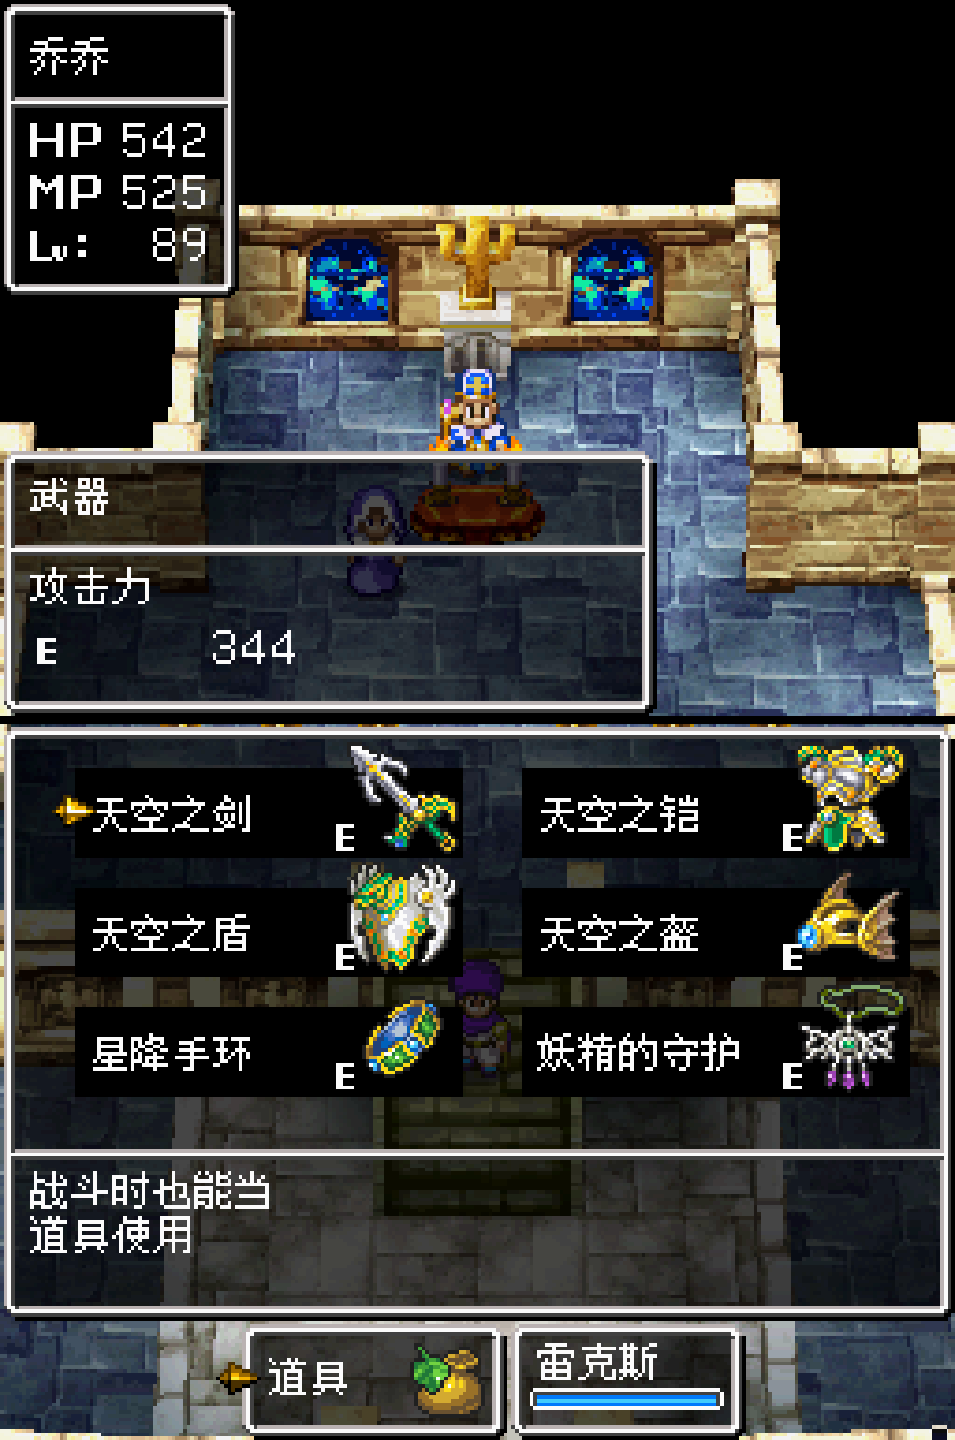 乔乔
HP 542
MP 525
Lv: 89
武器
攻击力
E 344
天空之剑 E
天空之铠 E
天空之盾 E
天空之盔 E
星降手环 E
妖精的守护 E
战斗时也能当
道具使用
道具
雷克斯